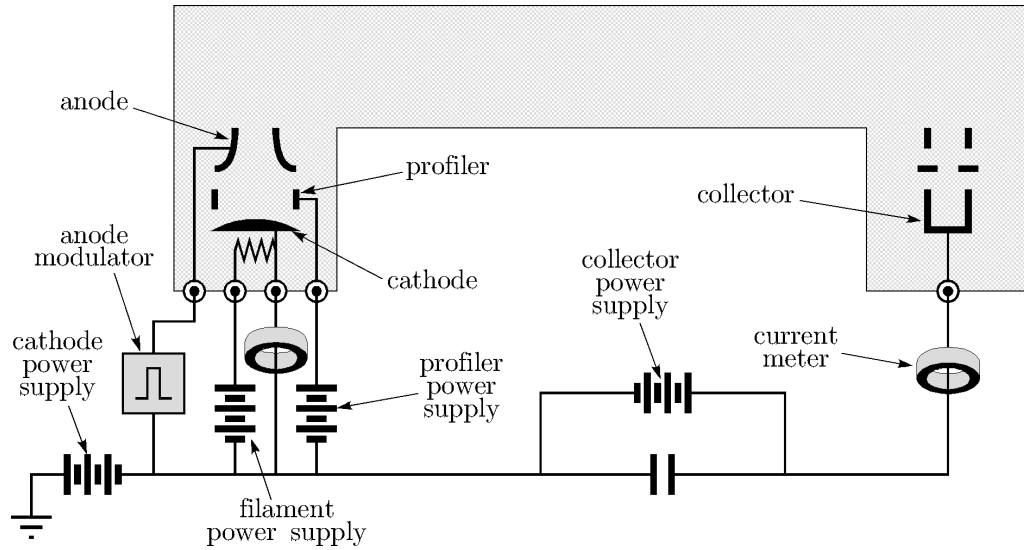 anode
profiler
collector
anode
modulator
cathode
collector
power
supply
cathode
power
supply
current
meter
profiler
power
supply
filament
power supply